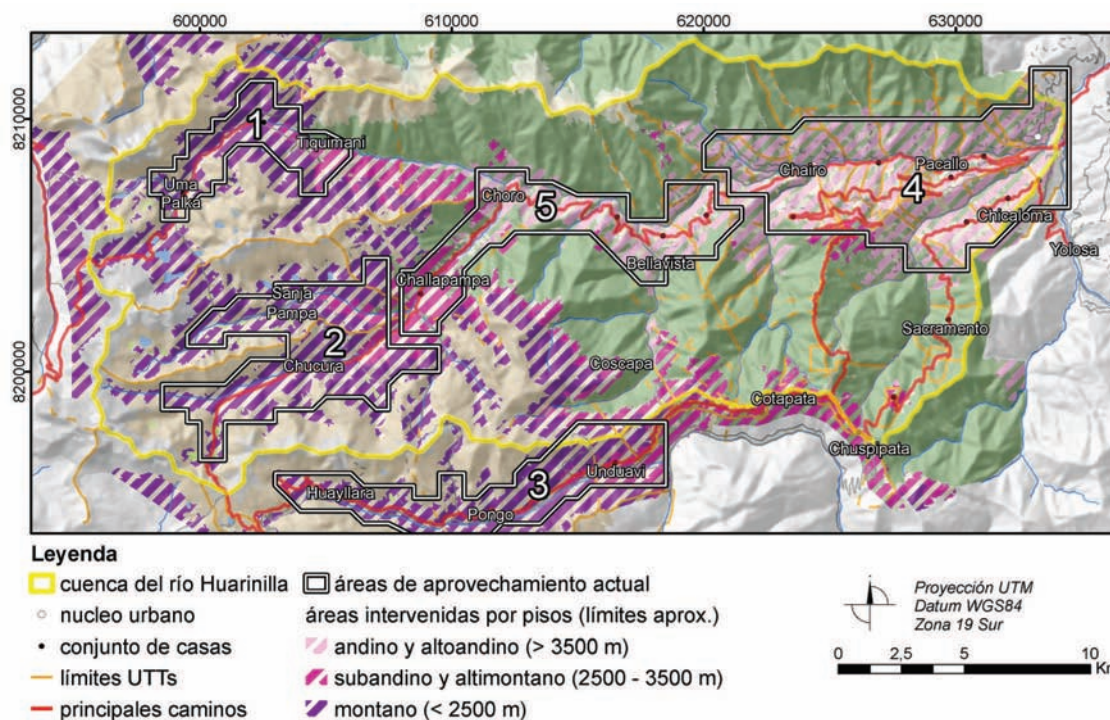 600000
610000
620000
630000
8210000
8200000
1
Tiquimani
Uma
Palka
Choro
5
Chairo
Pacallo
4
Chicaloma
Yolosa
Challapampa
Bellavista
Sanja
Pampa
2
Chucura
Sacramento
Coscapa
Cotapata
Chuspipata
Unduavi
3
Huayllara
Pongo
Leyenda
cuenca del río Huarinilla
nucleo urbano
conjunto de casas
límites UTTs
principales caminos
áreas de aprovechamiento actual
áreas intervenidas por pisos (límites aprox.)
andino y altoandino (> 3500 m)
subandino y altimontano (2500 - 3500 m)
montano (< 2500 m)
Proyección UTM
Datum WGS84
Zona 19 Sur
0 2,5 5 10
Km